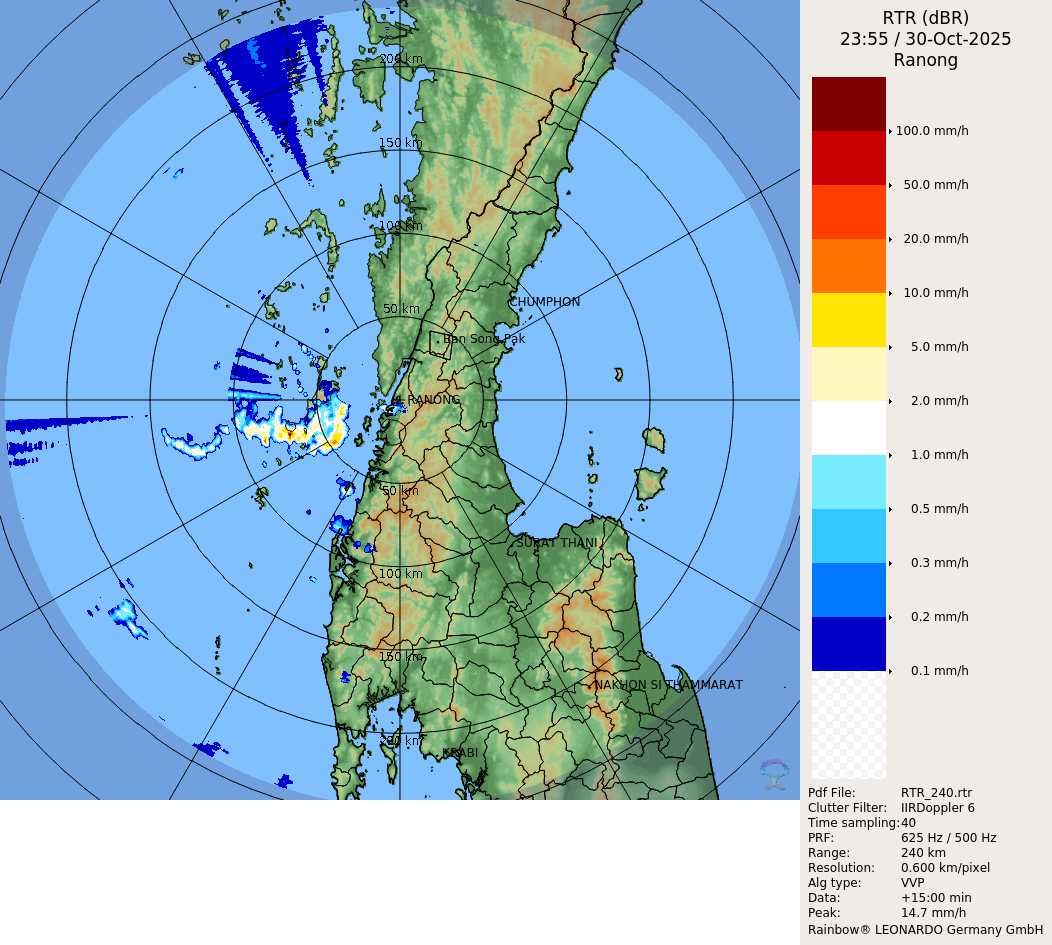 RTR (dBR)
23:55 / 30-Oct-2025
Ranong
200 km
150 km
100 km
50 km
CHUMPHON
Ban Song Pak
RANONG
50 km
SURAT THANI
100 km
150 km
NAKHON SI THAMMARAT
200 km
KRABI
100.0 mm/h
50.0 mm/h
20.0 mm/h
10.0 mm/h
5.0 mm/h
2.0 mm/h
1.0 mm/h
0.5 mm/h
0.3 mm/h
0.2 mm/h
0.1 mm/h
Pdf File: RTR_240.rtr
Clutter Filter: IIRDoppler 6
Time sampling:40
PRF: 625 Hz / 500 Hz
Range: 240 km
Resolution: 0.600 km/pixel
Alg type: VVP
Data: +15:00 min
Peak: 14.7 mm/h
Rainbow® LEONARDO Germany GmbH